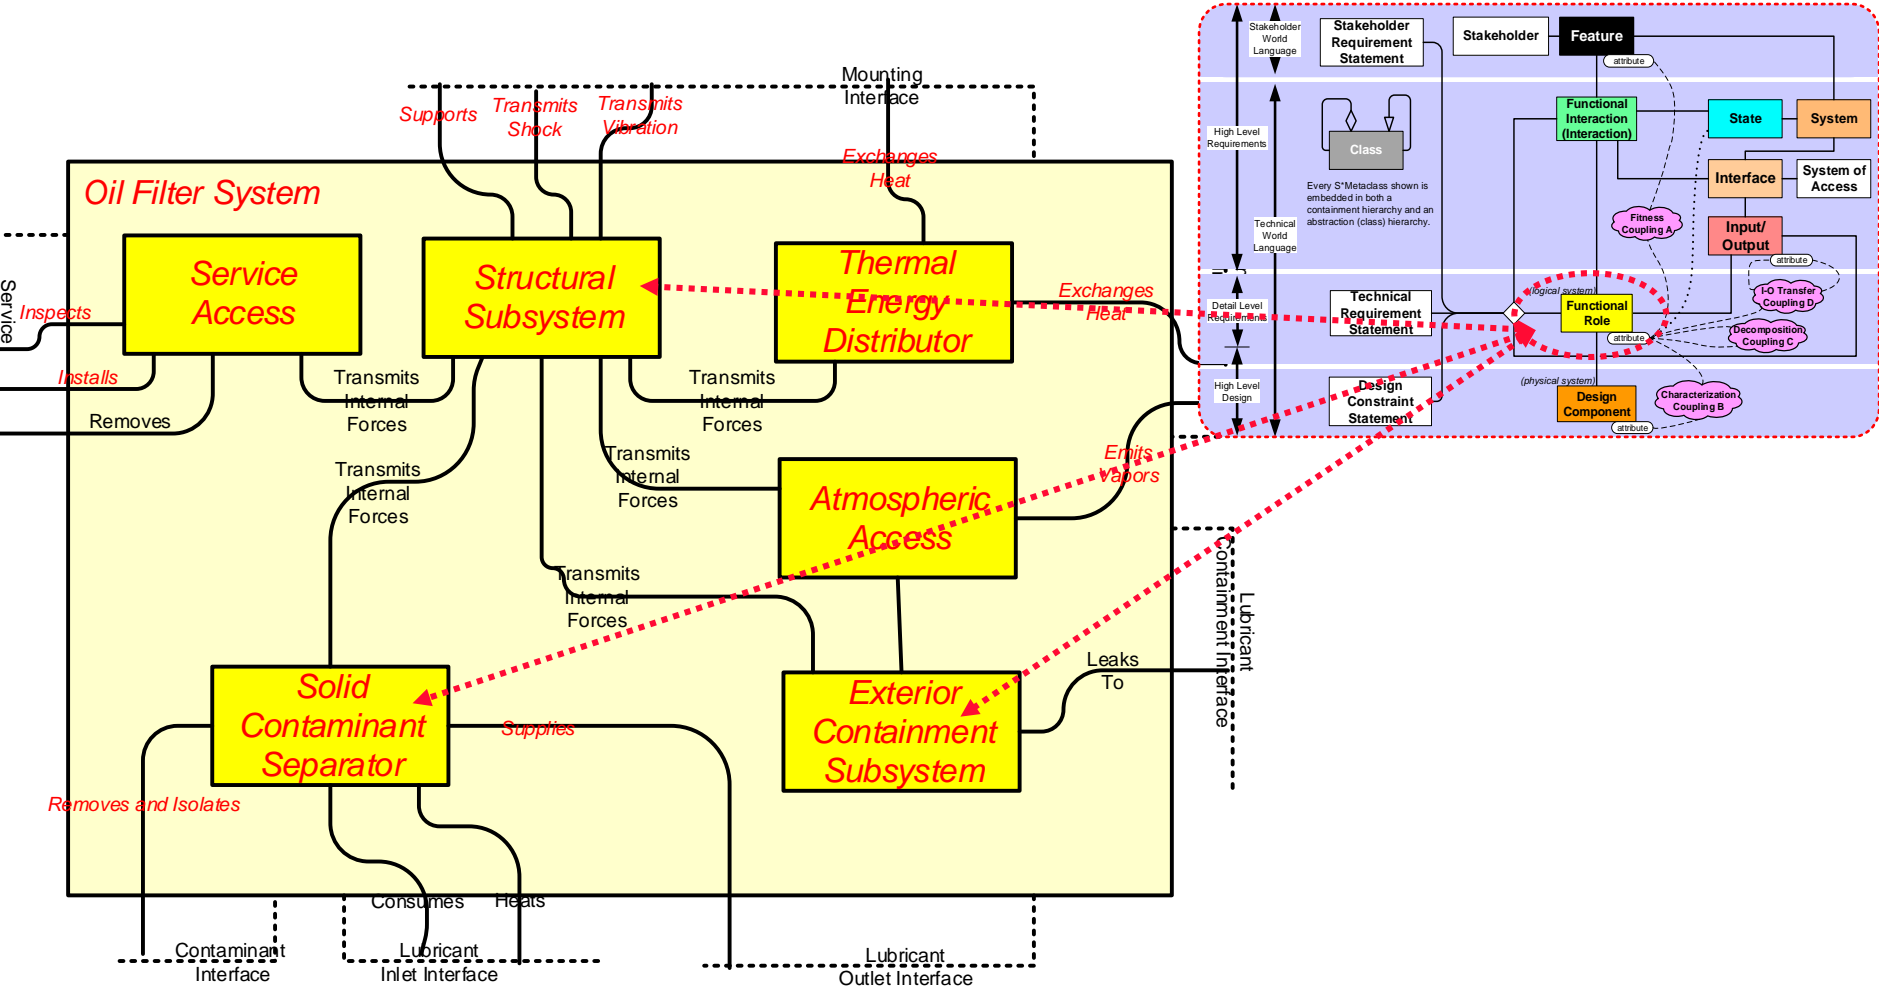 Mounting
Interface
Supports
Transmits
Shock
Transmits
Vibration
Exchanges
Heat
Oil Filter System
Service
Access
Structural
Subsystem
Thermal
Energy
Distributor
Service
Inspects
Installs
Removes
Exchanges
Heat
Transmits
Internal
Forces
Transmits
Internal
Forces
Transmits
Internal
Forces
Transmits
Internal
Forces
Emits
Vapors
Atmospheric
Access
Transmits
Internal
Forces
Lubricant
Containment Interface
Leaks
To
Solid
Contaminant
Separator
Exterior
Containment
Subsystem
Supplies
Removes and Isolates
Consumes
Heats
Contaminant
Interface
Lubricant
Inlet Interface
Lubricant
Outlet Interface
Stakeholder
World
Language
Stakeholder
Requirement
Statement
Stakeholder
Feature
attribute
High Level
Requirements
Class
Functional
Interaction
(Interaction)
State
System
Every S*Metaclass shown is
embedded in both a
containment hierarchy and an
abstraction (class) hierarchy.
Interface
System of
Access
Technical
World
Language
Fitness
Coupling A
Input/
Output
attribute
Detail Level
Requirements
Technical
Requirement
Statement
(logical system)
Functional
Role
attribute
I-O Transfer
Coupling D
Decomposition
Coupling C
High Level
Design
Design
Constraint
Statement
(physical system)
Design
Component
attribute
Characterization
Coupling B